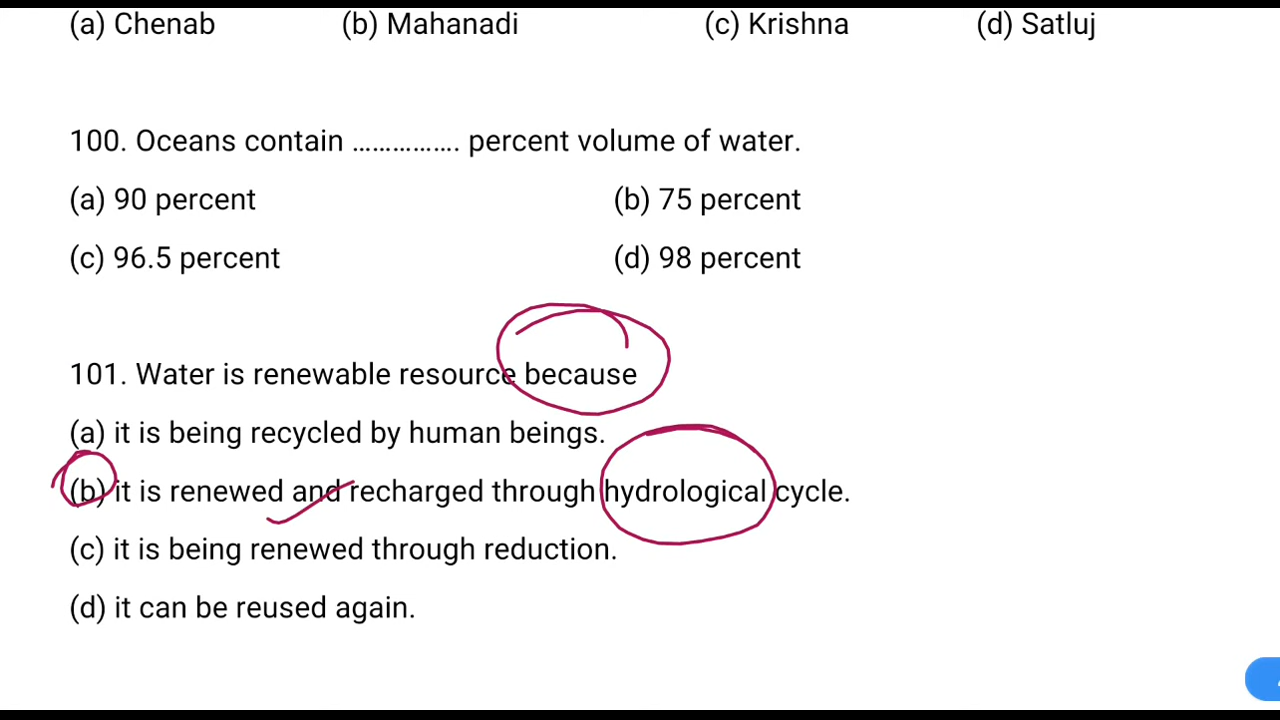 (a) Chenab (b) Mahanadi (c) Krishna (d) Satluj
100. Oceans contain ............... percent volume of water.
(a) 90 percent (b) 75 percent
(c) 96.5 percent (d) 98 percent
101. Water is renewable resource because
(a) it is being recycled by human beings.
(b) it is renewed and recharged through hydrological cycle.
(c) it is being renewed through reduction.
(d) it can be reused again.